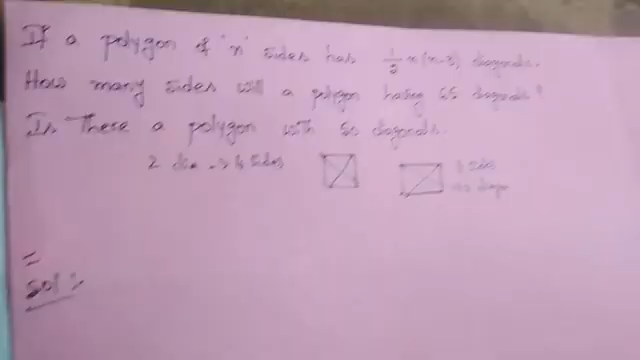 If a polygon of 'n' sides has 1/2 n(n-3) diagonals.
How many sides will a polygon having 65 diagonals?
Is There a polygon with 50 diagonals.
2 dia => 4 sides
sides
=
Sol :-